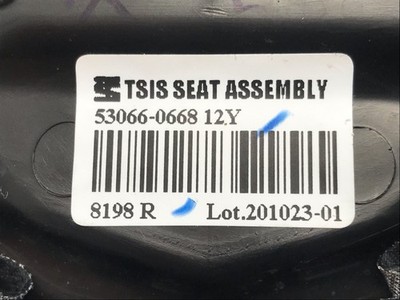 TSIS SEAT ASSEMBLY
53066-0668 12Y
8198 R Lot.201023-01